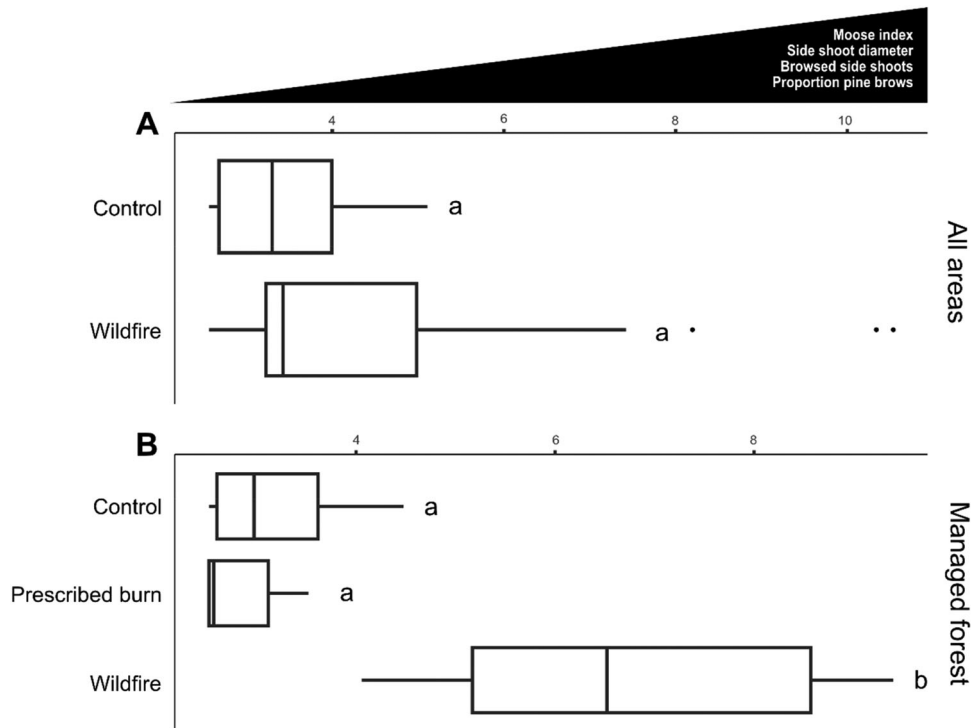 Moose index
Side shoot diameter
Browsed side shoots
Proportion pine brows
A
4 6 8 10
Control a
Wildfire a
All areas
B
4 6 8
Control a
Prescribed burn a
Wildfire b
Managed forest